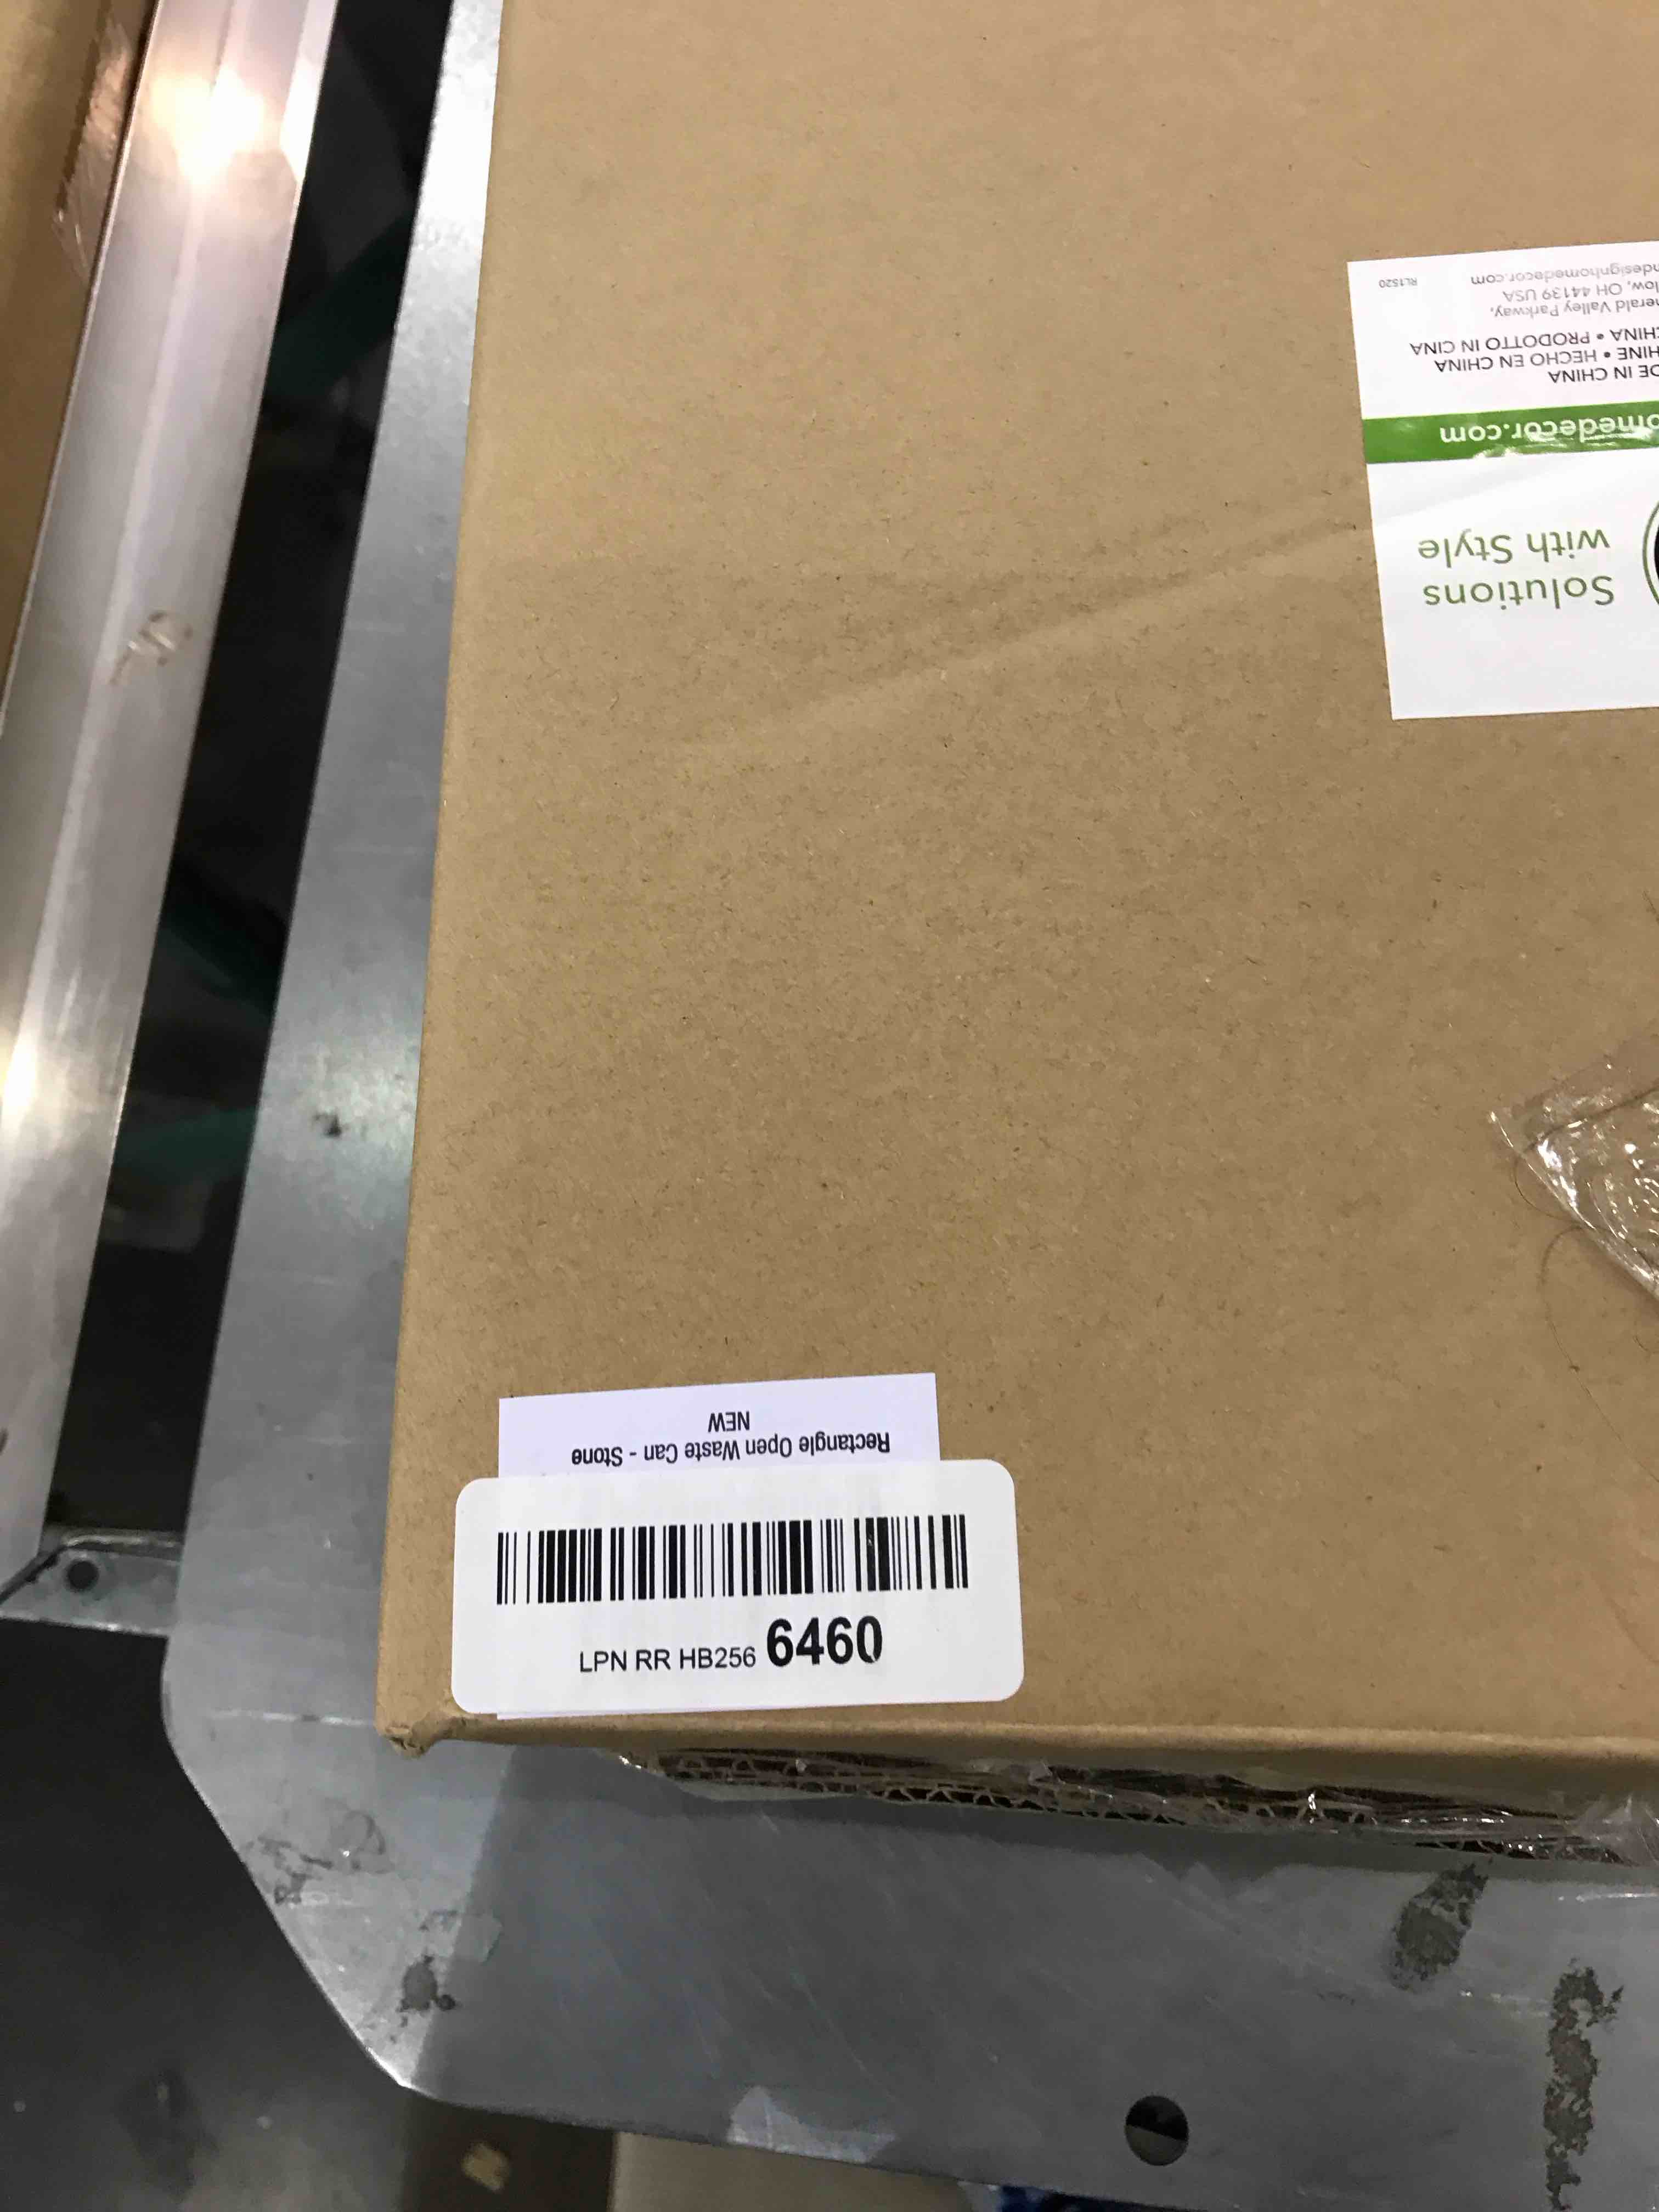 Solutions
with Style
omedecor.com
DE IN CHINA
HINE • HECHO EN CHINA
CHINA • PRODOTTO IN CINA
erald Valley Parkway,
low, OH 44139 USA
ndesignhomedecor.com RL1520
Rectangle Open Waste Can - Stone
NEW
LPN RR HB256 6460